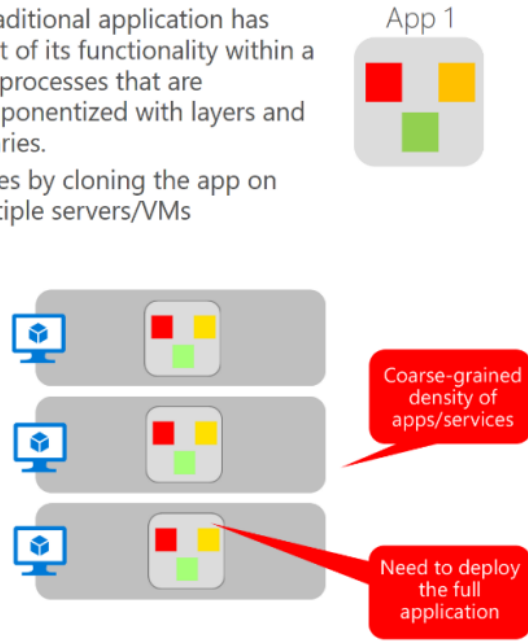 aditional application has
t of its functionality within a
processes that are
ponentized with layers and
ries.
es by cloning the app on
tiple servers/VMs
App 1
Coarse-grained
density of
apps/services
Need to deploy
the full
application